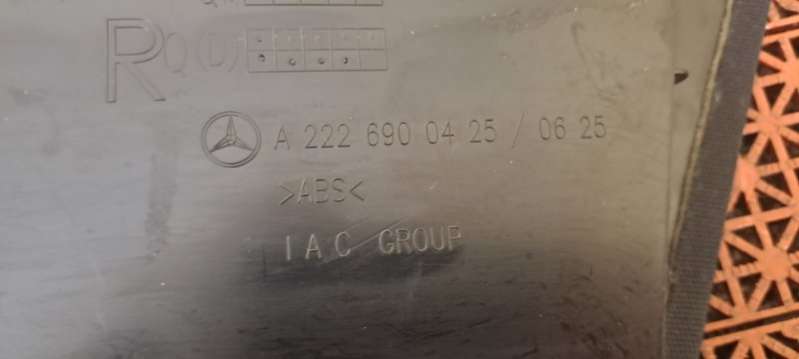 R Q(D)
A 222 690 04 25 / 06 25
>ABS<
IAC GROUP